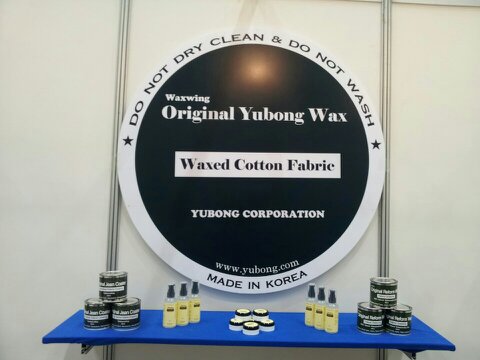 DO NOT DRY CLEAN & DO NOT WASH
Waxwing
Original Yubong Wax
Waxed Cotton Fabric
YUBONG CORPORATION
www.yubong.com
MADE IN KOREA